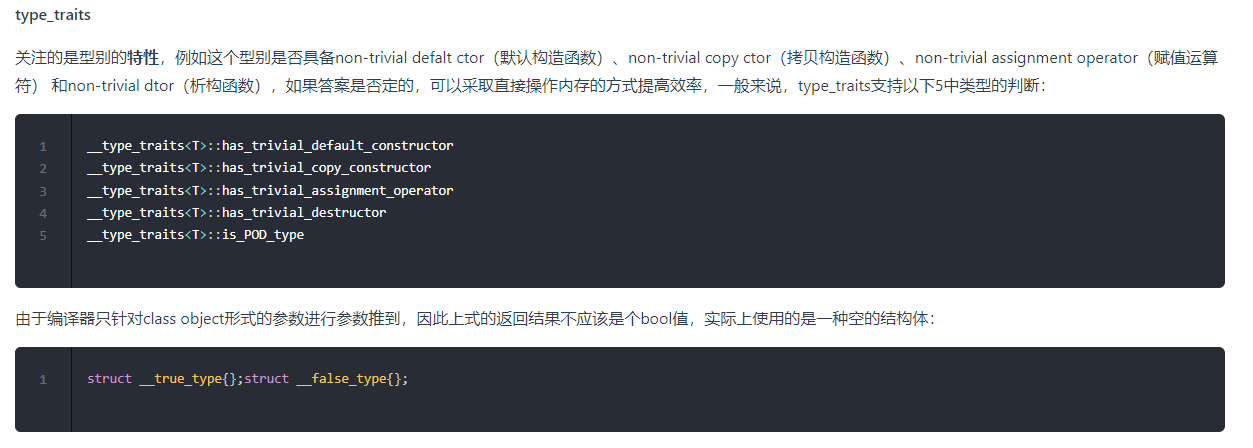 type_traits
关注的是型别的特性，例如这个型别是否具备non-trivial defalt ctor（默认构造函数）、non-trivial copy ctor（拷贝构造函数）、non-trivial assignment operator（赋值运算
符） 和non-trivial dtor（析构函数），如果答案是否定的，可以采取直接操作内存的方式提高效率，一般来说，type_traits支持以下5中类型的判断：
1 __type_traits<T>::has_trivial_default_constructor
2 __type_traits<T>::has_trivial_copy_constructor
3 __type_traits<T>::has_trivial_assignment_operator
4 __type_traits<T>::has_trivial_destructor
5 __type_traits<T>::is_POD_type
由于编译器只针对class object形式的参数进行参数推到，因此上式的返回结果不应该是个bool值，实际上使用的是一种空的结构体：
1 struct __true_type{};struct __false_type{};